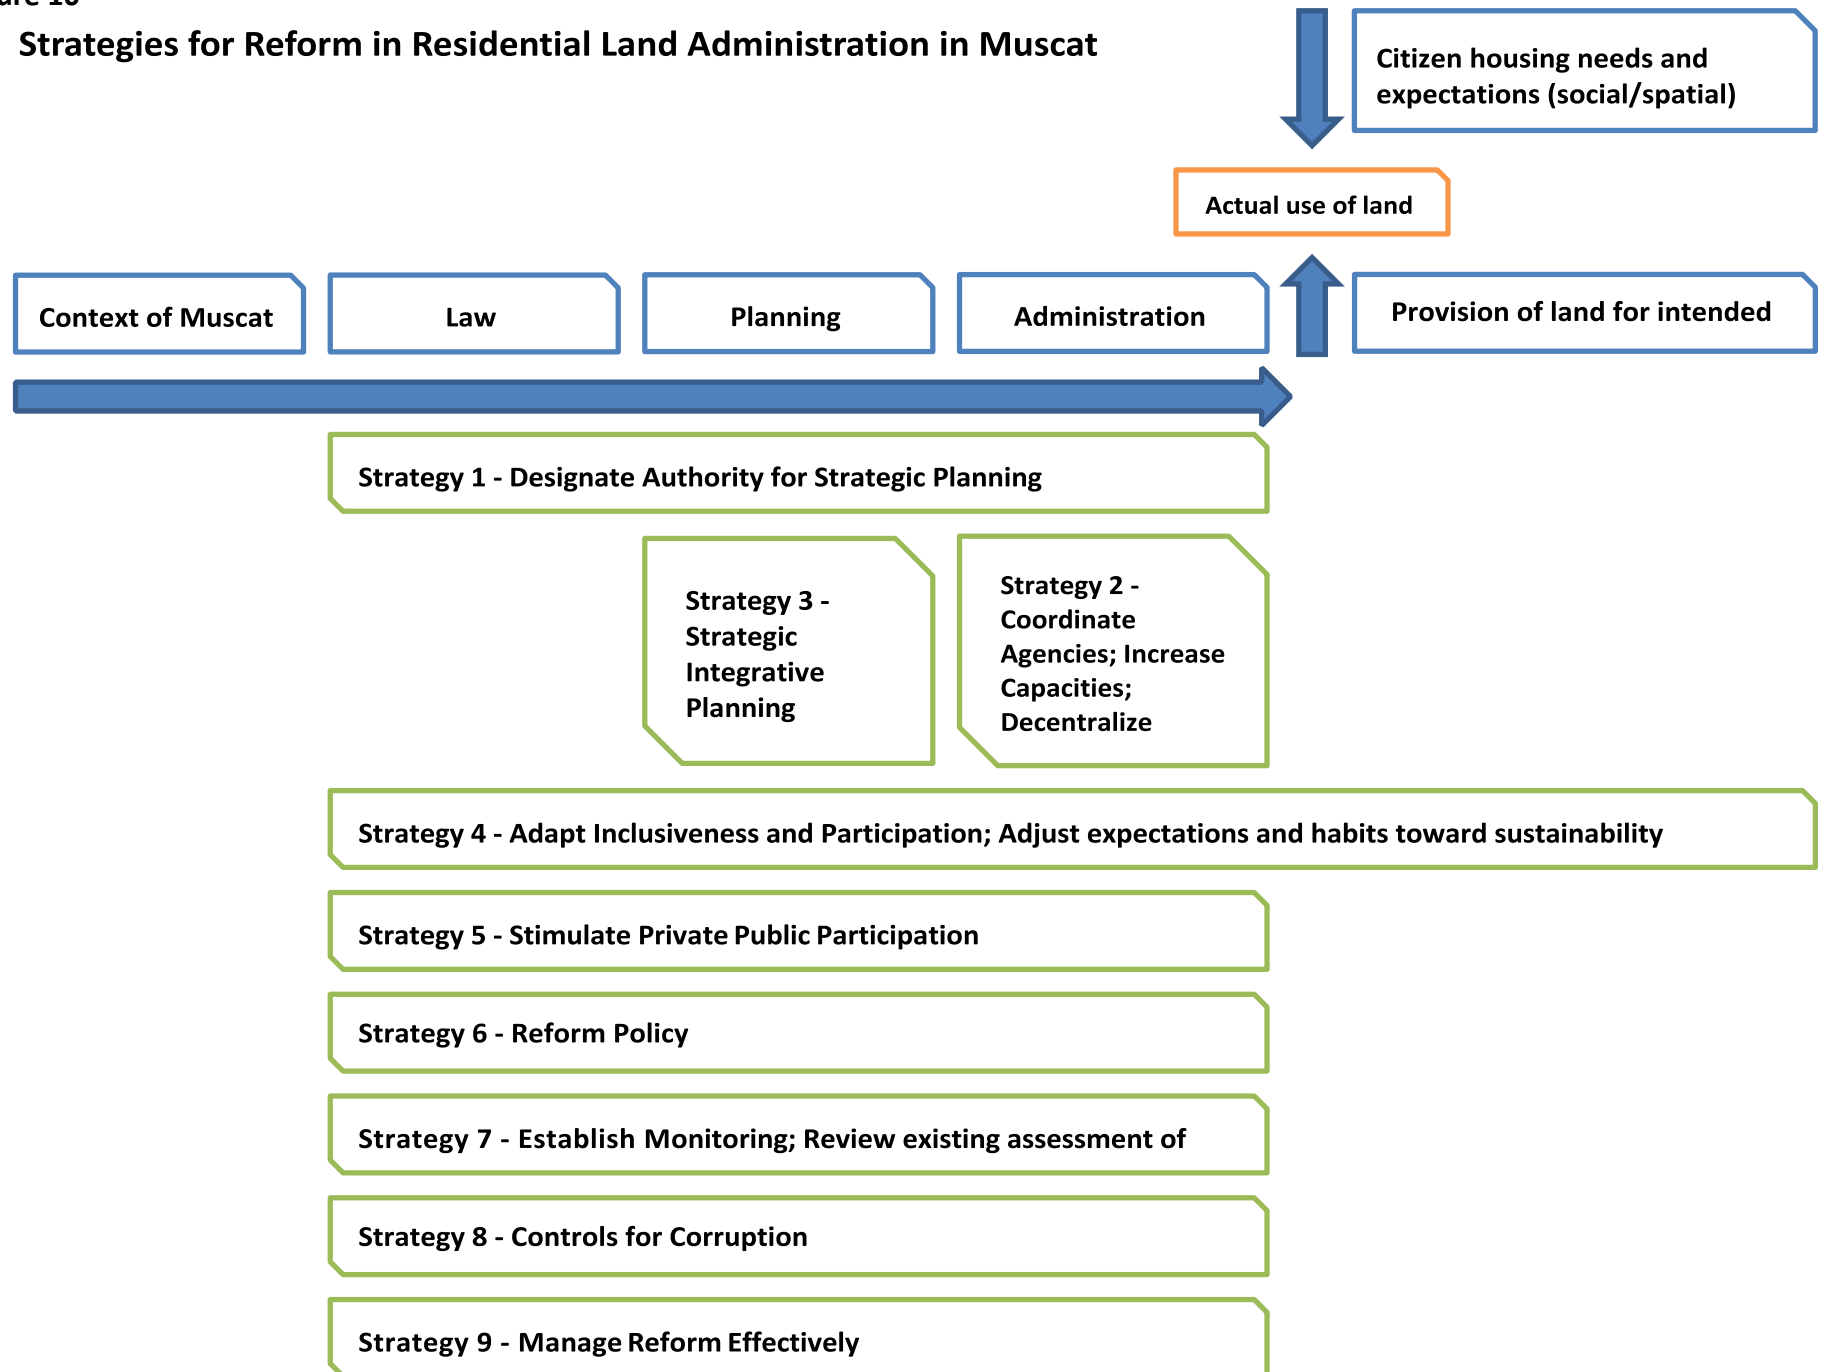 Strategies for Reform in Residential Land Administration in Muscat
Citizen housing needs and
expectations (social/spatial)
Actual use of land
Context of Muscat
Law
Planning
Administration
Provision of land for intended
Strategy 1 - Designate Authority for Strategic Planning
Strategy 3 -
Strategic
Integrative
Planning
Strategy 2 -
Coordinate
Agencies; Increase
Capacities;
Decentralize
Strategy 4 - Adapt Inclusiveness and Participation; Adjust expectations and habits toward sustainability
Strategy 5 - Stimulate Private Public Participation
Strategy 6 - Reform Policy
Strategy 7 - Establish Monitoring; Review existing assessment of
Strategy 8 - Controls for Corruption
Strategy 9 - Manage Reform Effectively